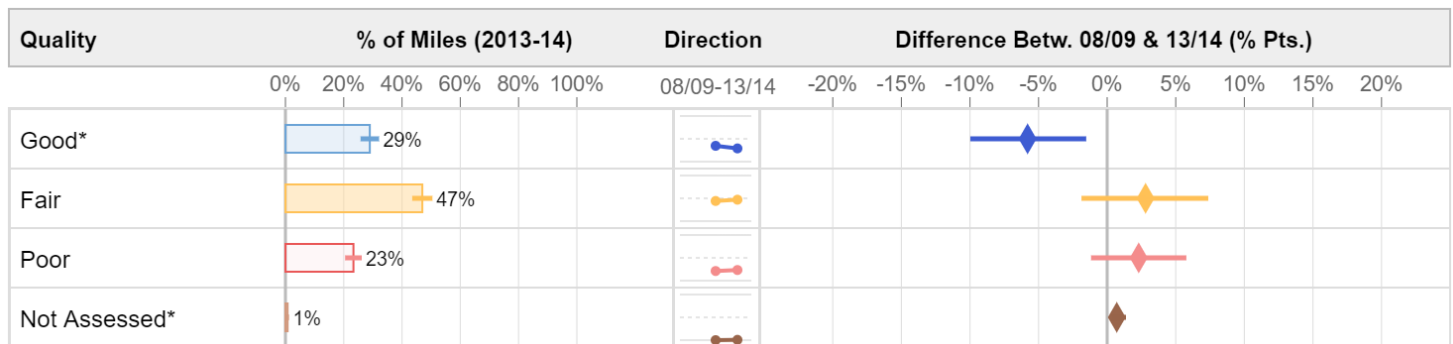 Quality % of Miles (2013-14) Direction Difference Betw. 08/09 & 13/14 (% Pts.)
0% 20% 40% 60% 80% 100% 08/09-13/14 -20% -15% -10% -5% 0% 5% 10% 15% 20%
Good* 29%
Fair 47%
Poor 23%
Not Assessed* 1%